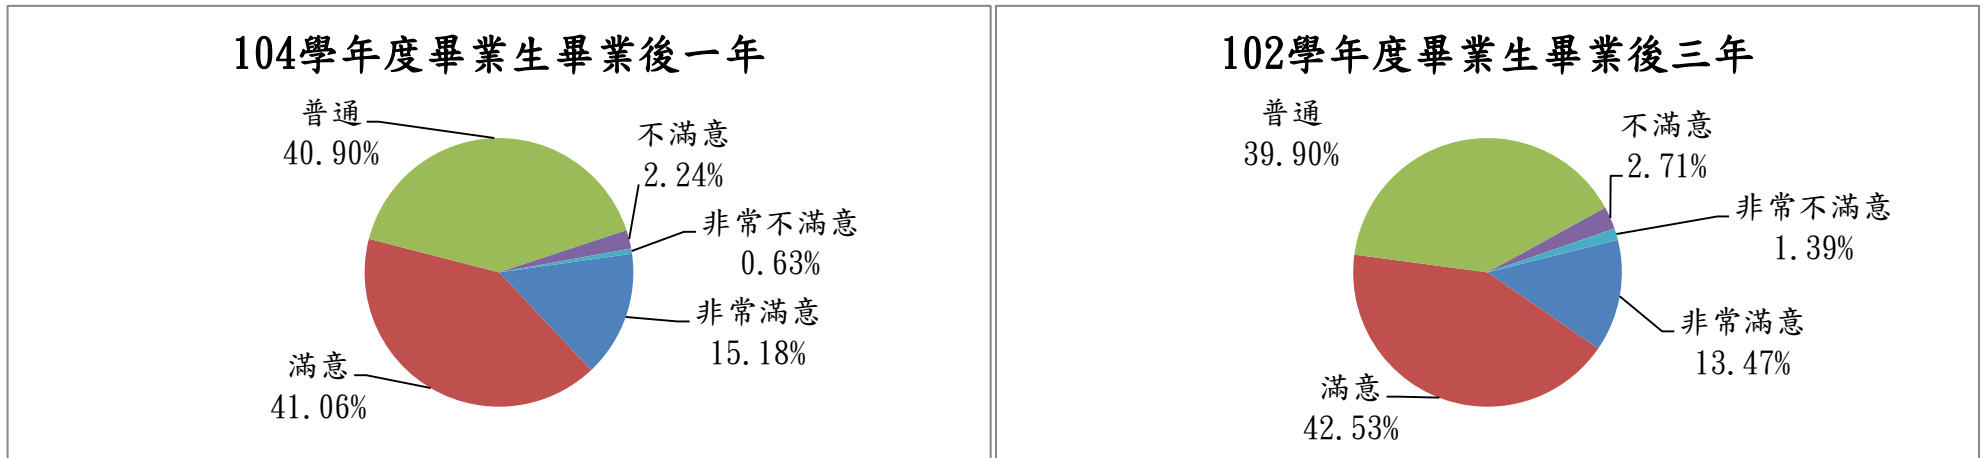 104學年度畢業生畢業後一年
普通
40.90%
不滿意
2.24%
非常不滿意
0.63%
非常滿意
15.18%
滿意
41.06%
102學年度畢業生畢業後三年
普通
39.90%
不滿意
2.71%
非常不滿意
1.39%
非常滿意
13.47%
滿意
42.53%